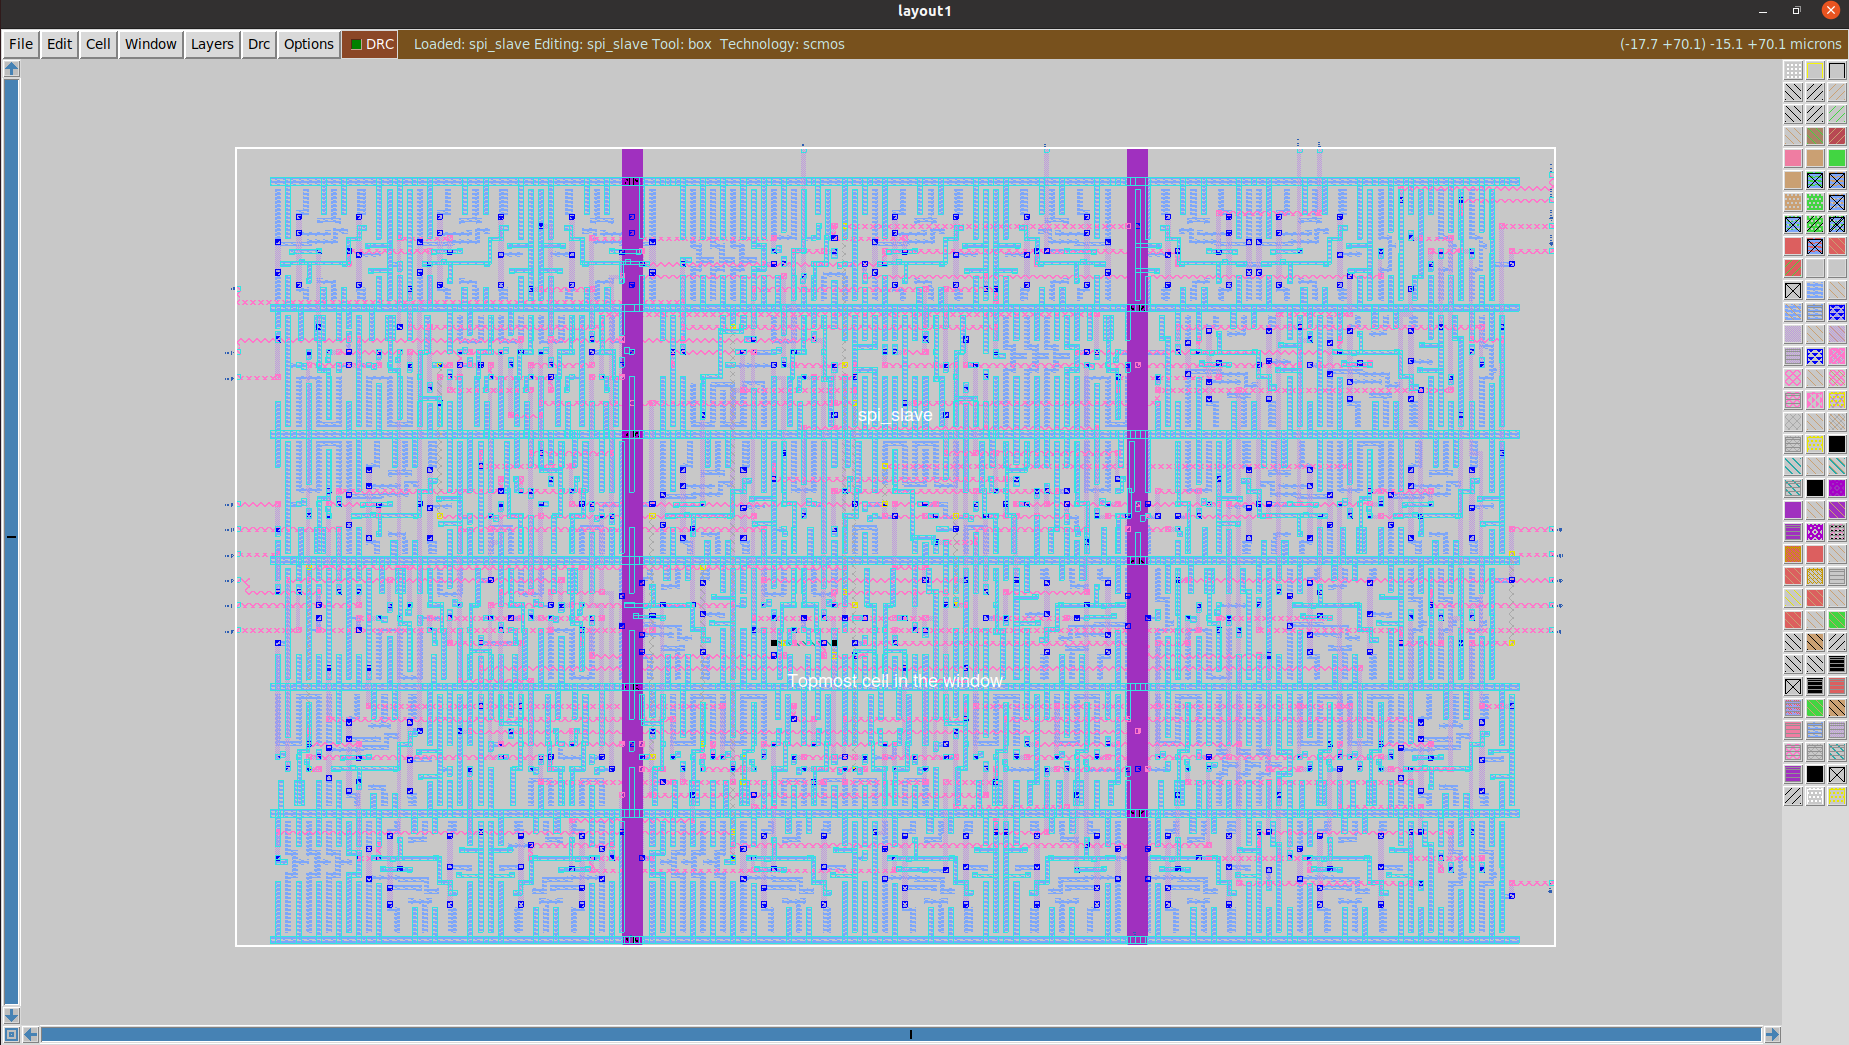 layout1
File Edit Cell Window Layers Drc Options DRC Loaded: spi_slave Editing: spi_slave Tool: box Technology: scmos (-17.7 +70.1) -15.1 +70.1 microns
spi_slave
Topmost cell in the window